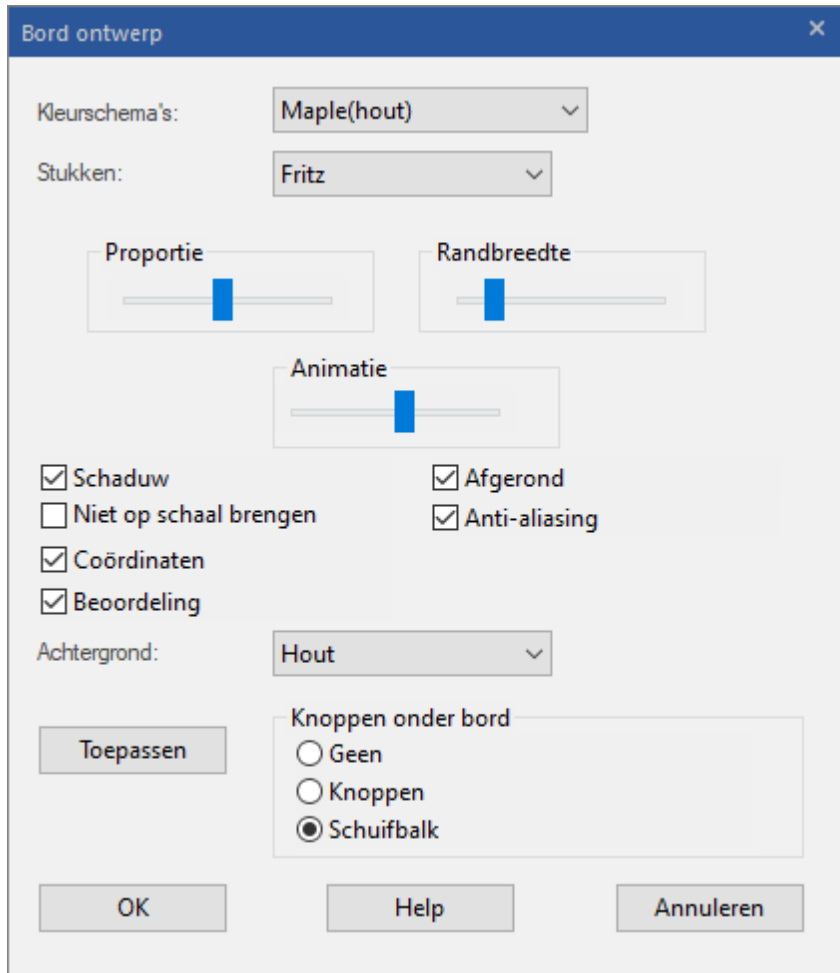 Bord ontwerp
Kleurschema's: Maple(hout)
Stukken: Fritz
Proportie Randbreedte
Animatie
Schaduw Afgerond
Niet op schaal brengen Anti-aliasing
Coördinaten
Beoordeling
Achtergrond: Hout
Knoppen onder bord
Toepassen Geen
Knoppen
Schuifbalk
OK Help Annuleren